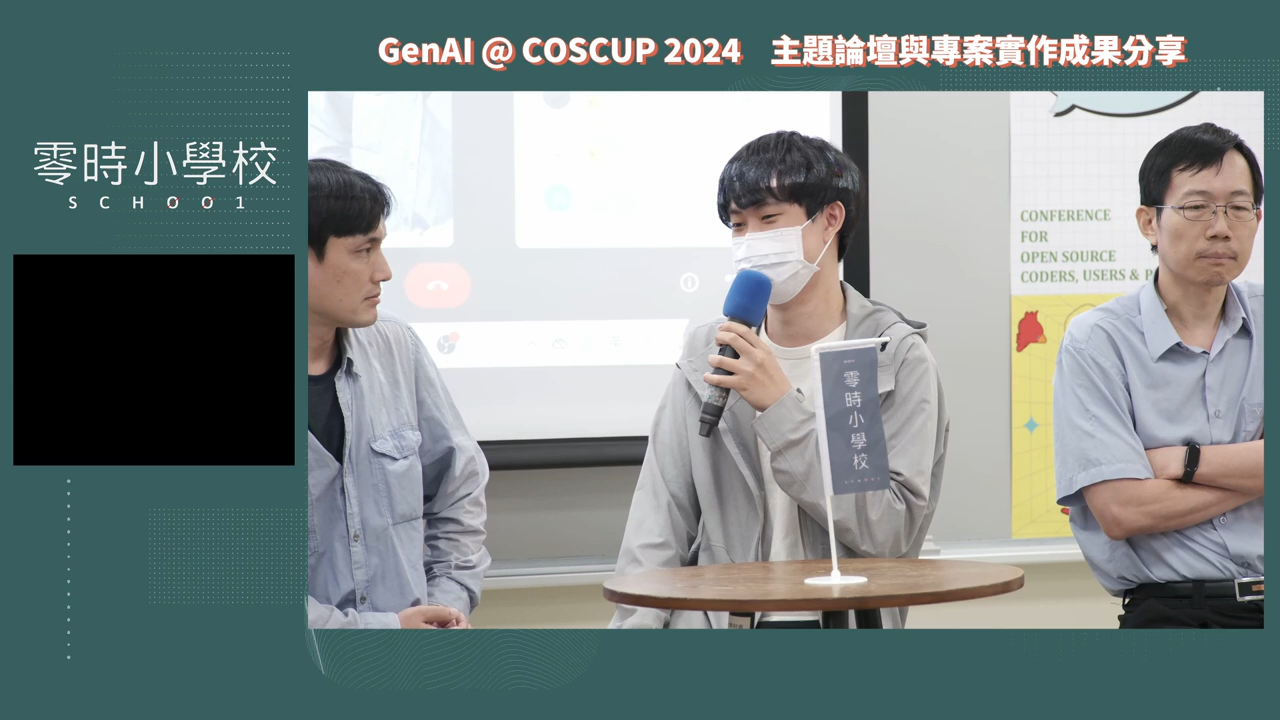 GenAI @ COSCUP 2024 主題論壇與專案實作成果分享
零時小學校
SCHOO1
CONFERENCE
FOR
OPEN SOURCE
CODERS, USERS & P
零時小學校